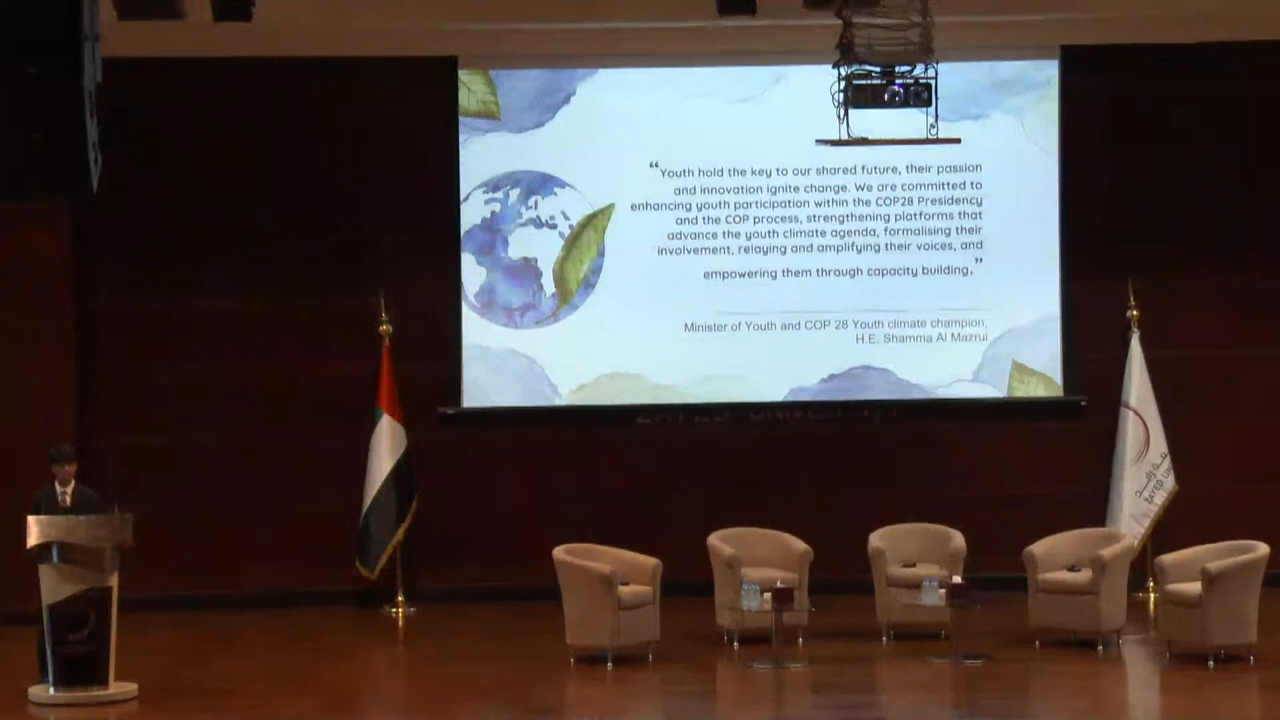 “Youth hold the key to our shared future, their passion
and innovation ignite change. We are committed to
enhancing youth participation within the COP28 Presidency
and the COP process, strengthening platforms that
advance the youth climate agenda, formalising their
involvement, relaying and amplifying their voices, and
empowering them through capacity building.”
Minister of Youth and COP 28 Youth climate champion,
H.E. Shamma Al Mazrui
ZAYED
ZAYED UN